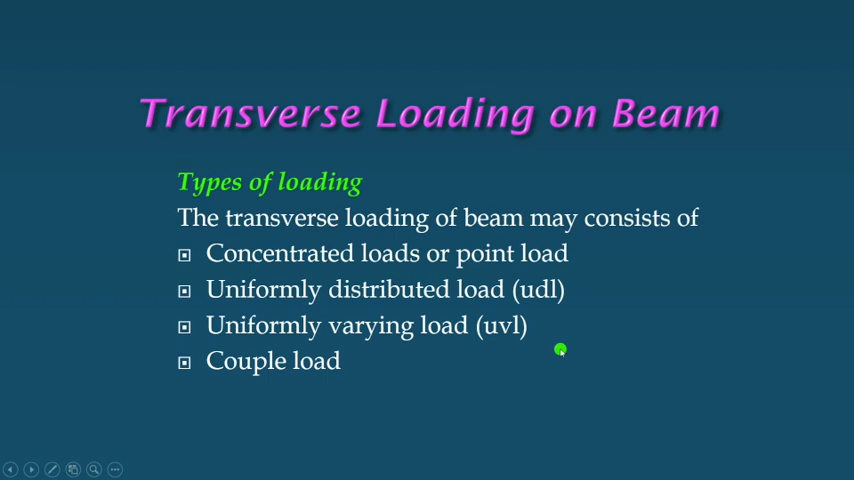 Transverse Loading on Beam
Types of loading
The transverse loading of beam may consists of
Concentrated loads or point load
Uniformly distributed load (udl)
Uniformly varying load (uvl)
Couple load